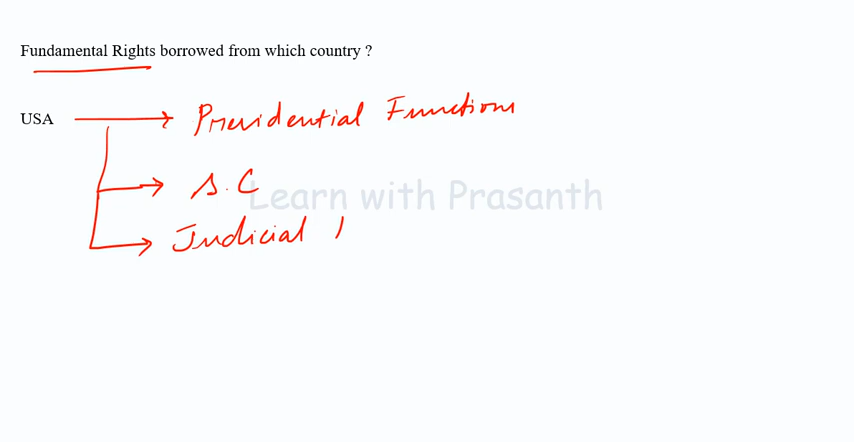 Fundamental Rights borrowed from which country ?
USA
Presidential Functions
S.C
Learn with Prasanth
Judicial